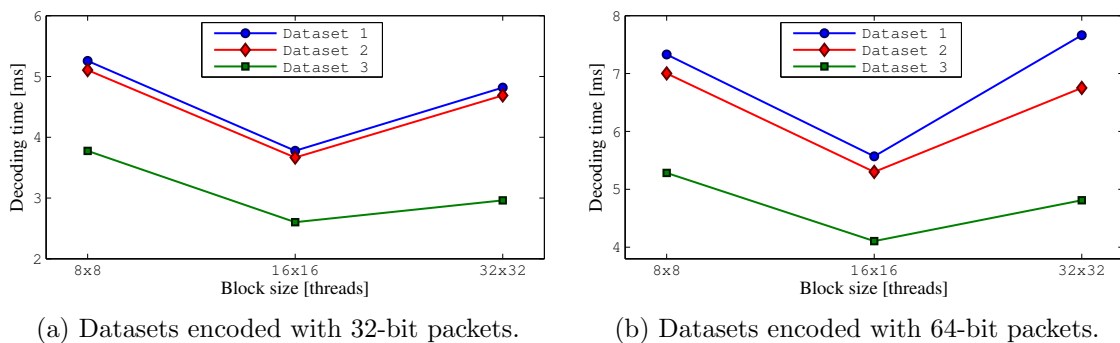 6
5
4
3
2
Decoding time [ms]
Dataset 1
Dataset 2
Dataset 3
8x8 16x16 32x32
Block size [threads]
(a) Datasets encoded with 32-bit packets.
8
7
6
5
4
Decoding time [ms]
Dataset 1
Dataset 2
Dataset 3
8x8 16x16 32x32
Block size [threads]
(b) Datasets encoded with 64-bit packets.